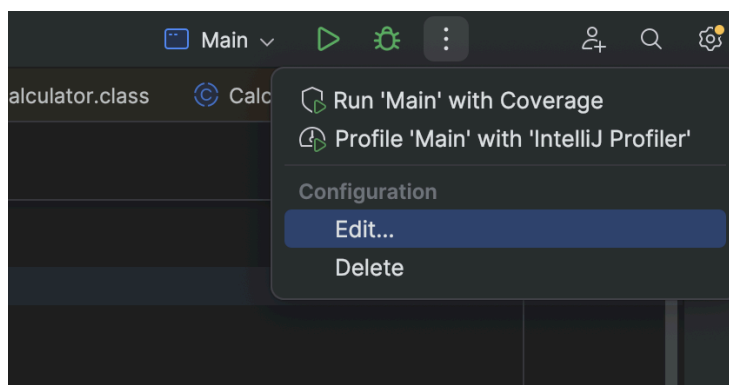 Main
alculator.class
Calc
Run 'Main' with Coverage
Profile 'Main' with 'IntelliJ Profiler'
Configuration
Edit...
Delete